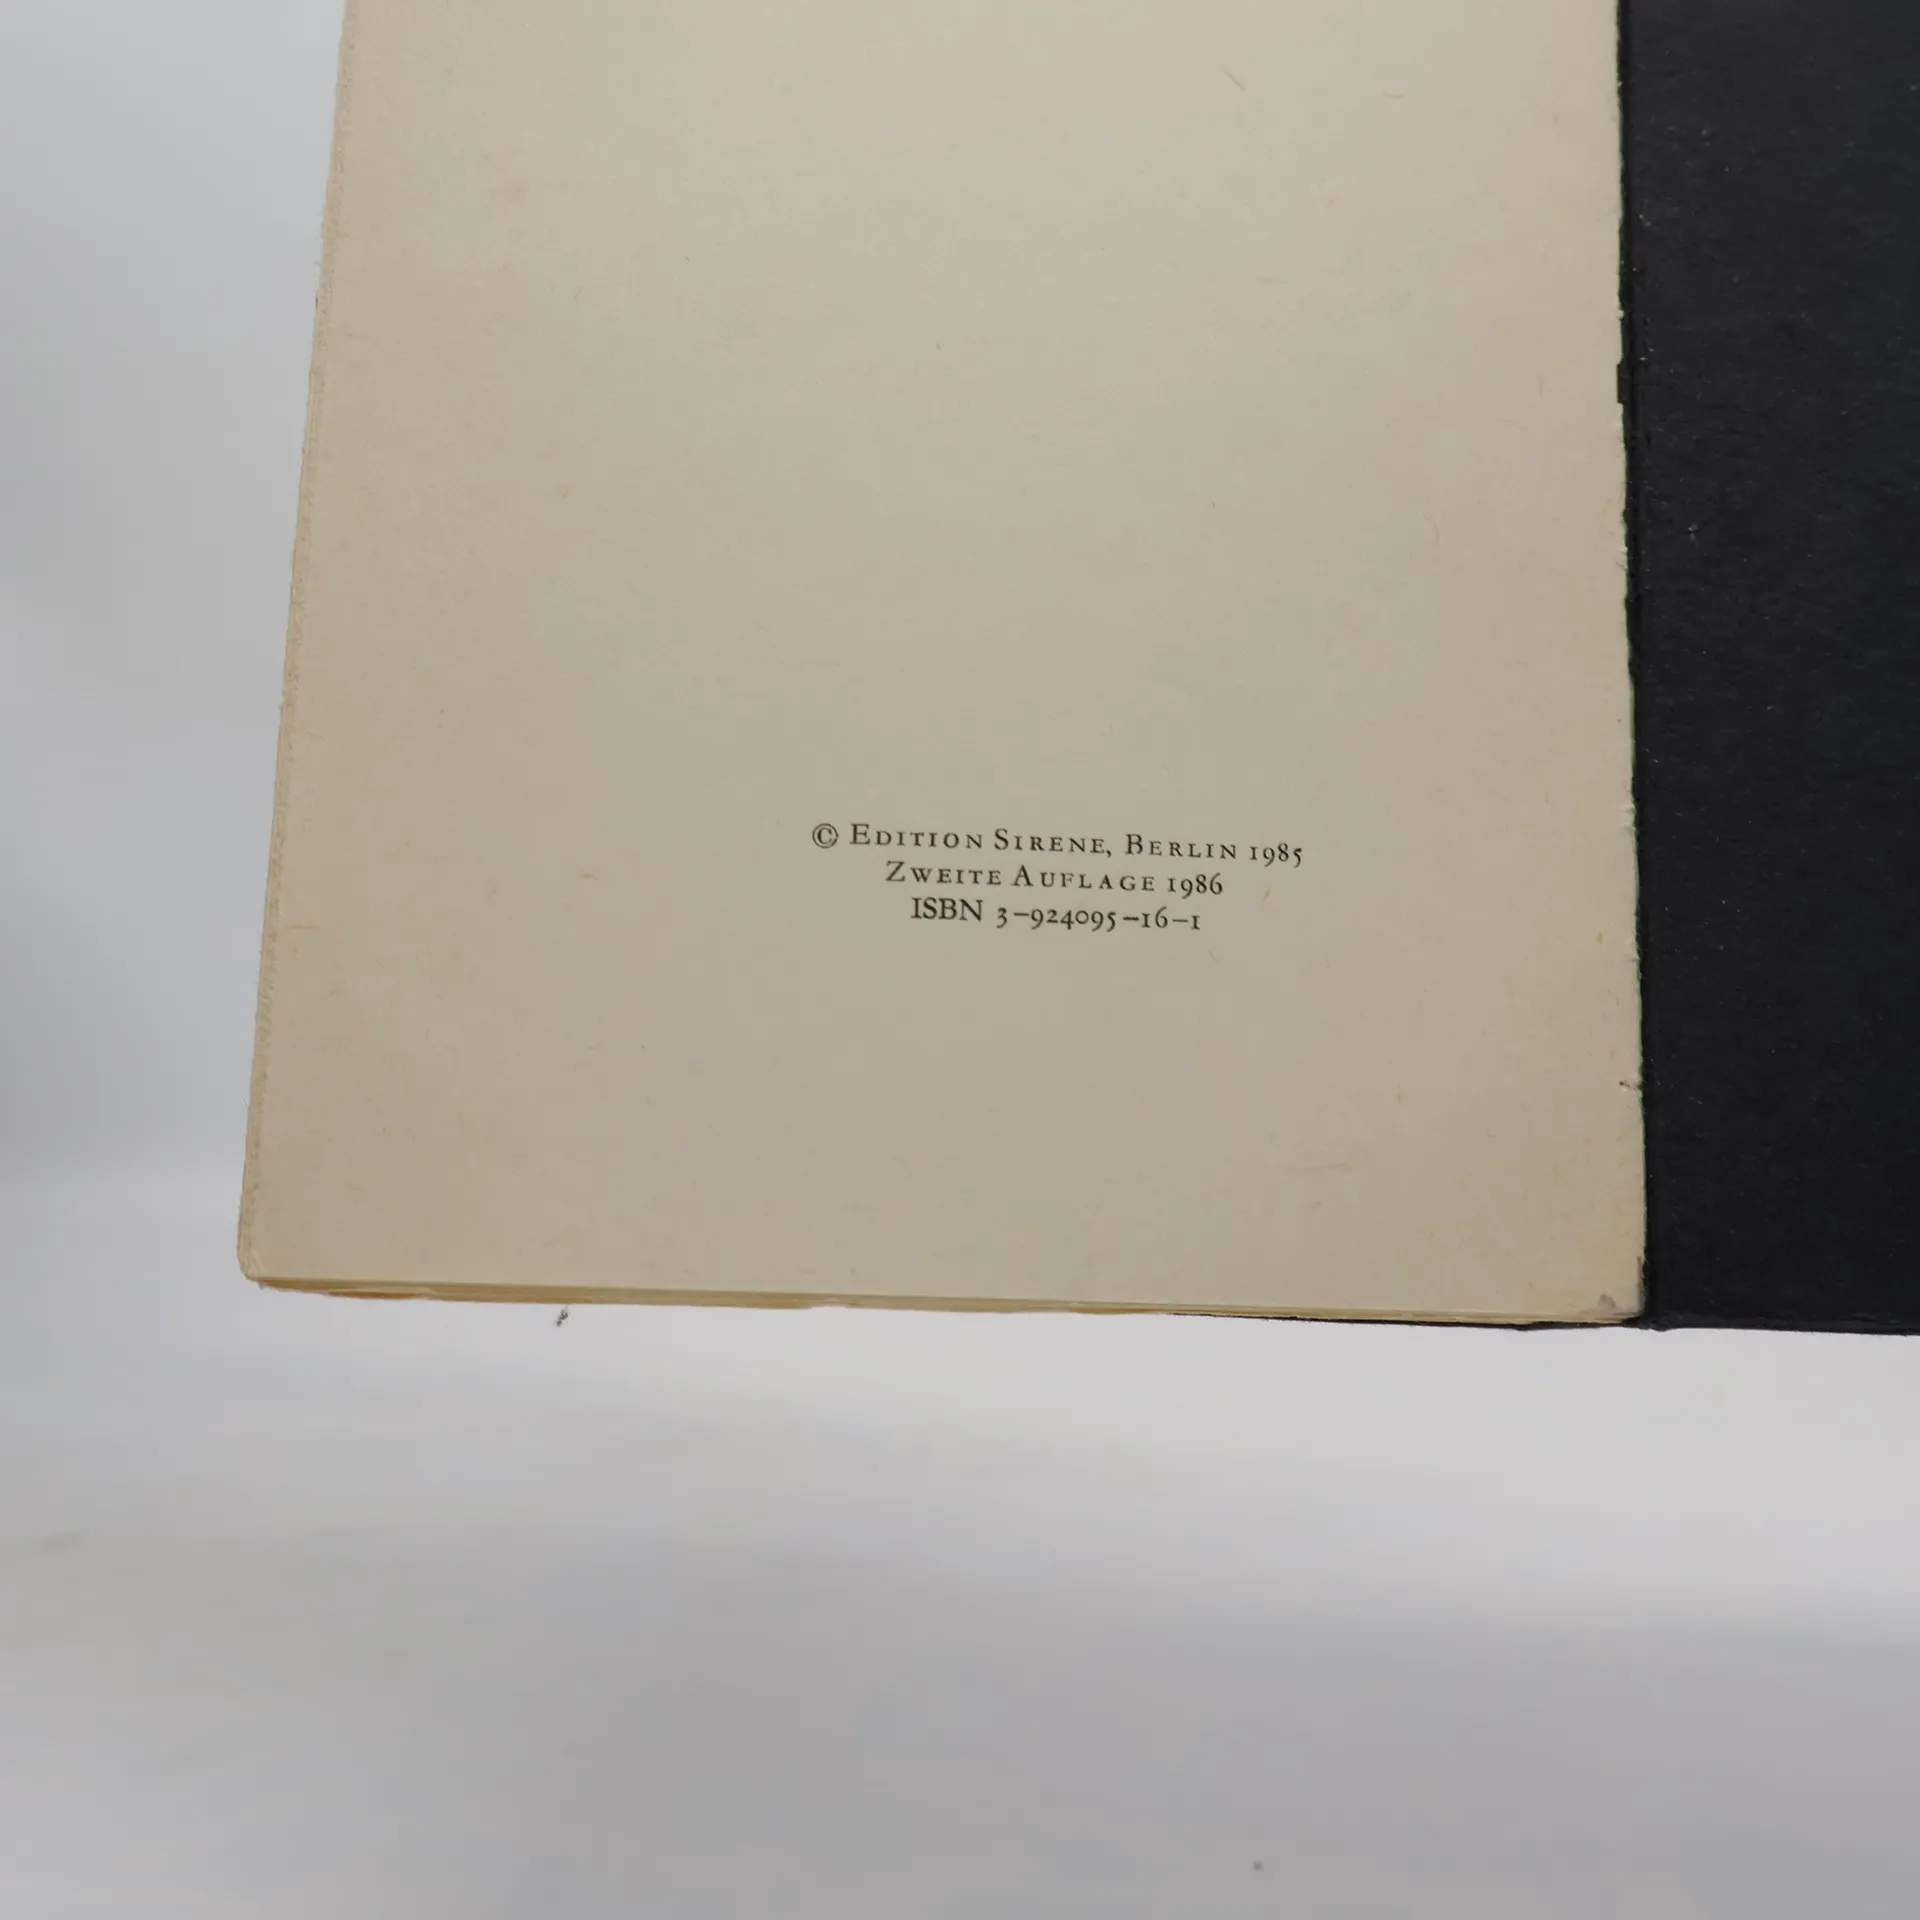 © Edition Sirene, Berlin 1985
Zweite Auflage 1986
ISBN 3–924095–16–1